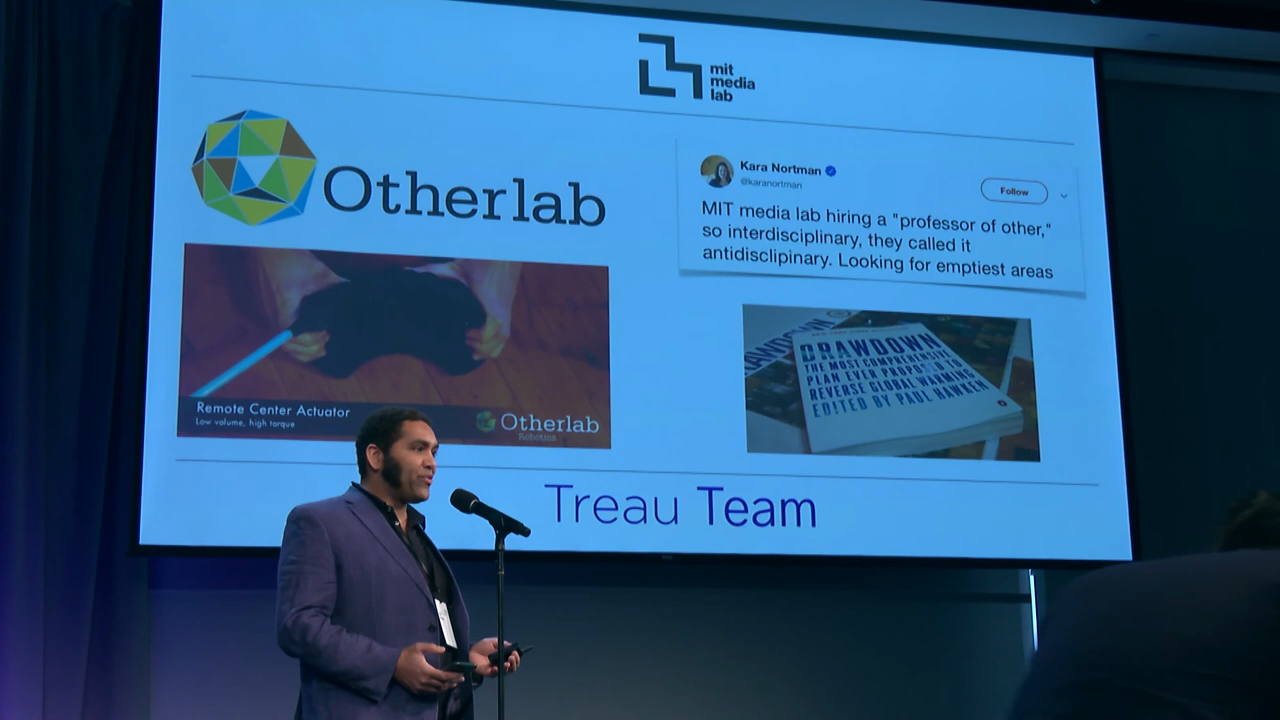 mit
media
lab
Otherlab
Kara Nortman
@karanortman
Follow
MIT media lab hiring a "professor of other,"
so interdisciplinary, they called it
antidisclipinary. Looking for emptiest areas
Remote Center Actuator
Low volume, high torque
Otherlab
Robotics
DRAWDOWN
THE MOST COMPREHENSIVE
PLAN EVER PROPOSED TO
REVERSE GLOBAL WARMING
EDITED BY PAUL HAWKEN
Treau Team